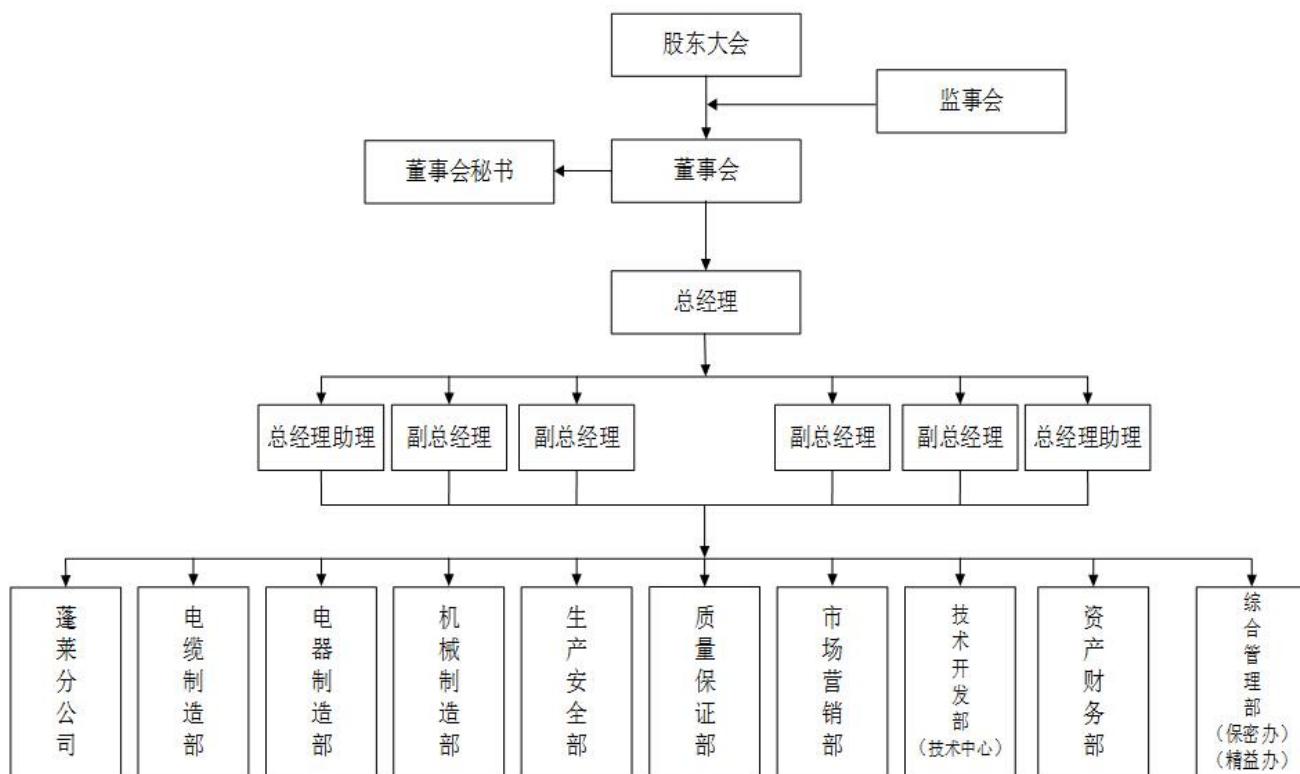 股东大会
监事会
董事会秘书
董事会
总经理
总经理助理
副总经理
副总经理
副总经理
副总经理
总经理助理
蓬莱分公司
电缆制造部
电器制造部
机械制造部
生产安全部
质量保证部
市场营销部
技术开发部
（技术中心）
资产财务部
综合管理部
（保密办）
（精益办）